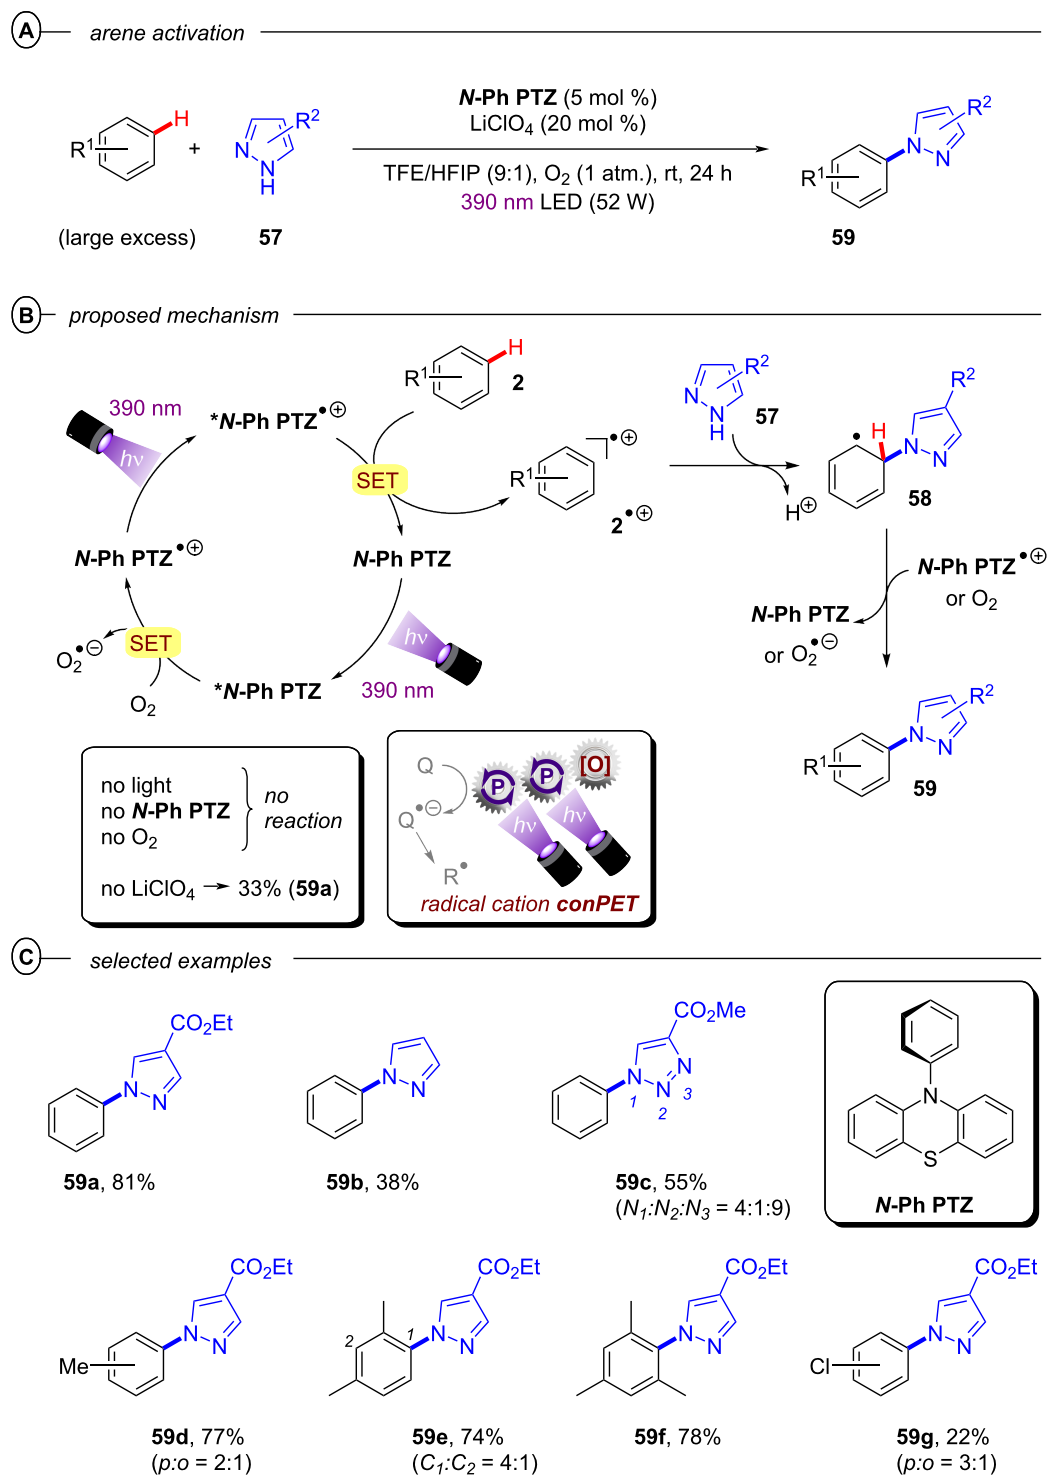 A arene activation
R1 H + N N H R2
N-Ph PTZ (5 mol %)
LiClO4 (20 mol %)
TFE/HFIP (9:1), O2 (1 atm.), rt, 24 h
390 nm LED (52 W)
R1 N N R2
(large excess) 57 59
B proposed mechanism
R1 H 2
390 nm
hν
*N-Ph PTZ•⊕
SET
R1 •⊕
2•⊕
N N H R2
57
H⊕
H N N R2
58
N-Ph PTZ•⊕
N-Ph PTZ
N-Ph PTZ•⊕
or O2
N-Ph PTZ
or O2•⊖
SET
O2•⊖
O2
*N-Ph PTZ
hν
390 nm
R1 N N R2
59
no light
no N-Ph PTZ
no O2
no
reaction
no LiClO4 → 33% (59a)
Q
Q•⊖
R•
P P [O]
hν hν
radical cation conPET
C selected examples
CO2Et
N N
59a, 81%
N N
59b, 38%
CO2Me
N N N
1 2 3
59c, 55%
(N1:N2:N3 = 4:1:9)
N
S
N-Ph PTZ
CO2Et
N N
Me
59d, 77%
(p:o = 2:1)
CO2Et
N N
2 1
59e, 74%
(C1:C2 = 4:1)
CO2Et
N N
59f, 78%
CO2Et
N N
Cl
59g, 22%
(p:o = 3:1)